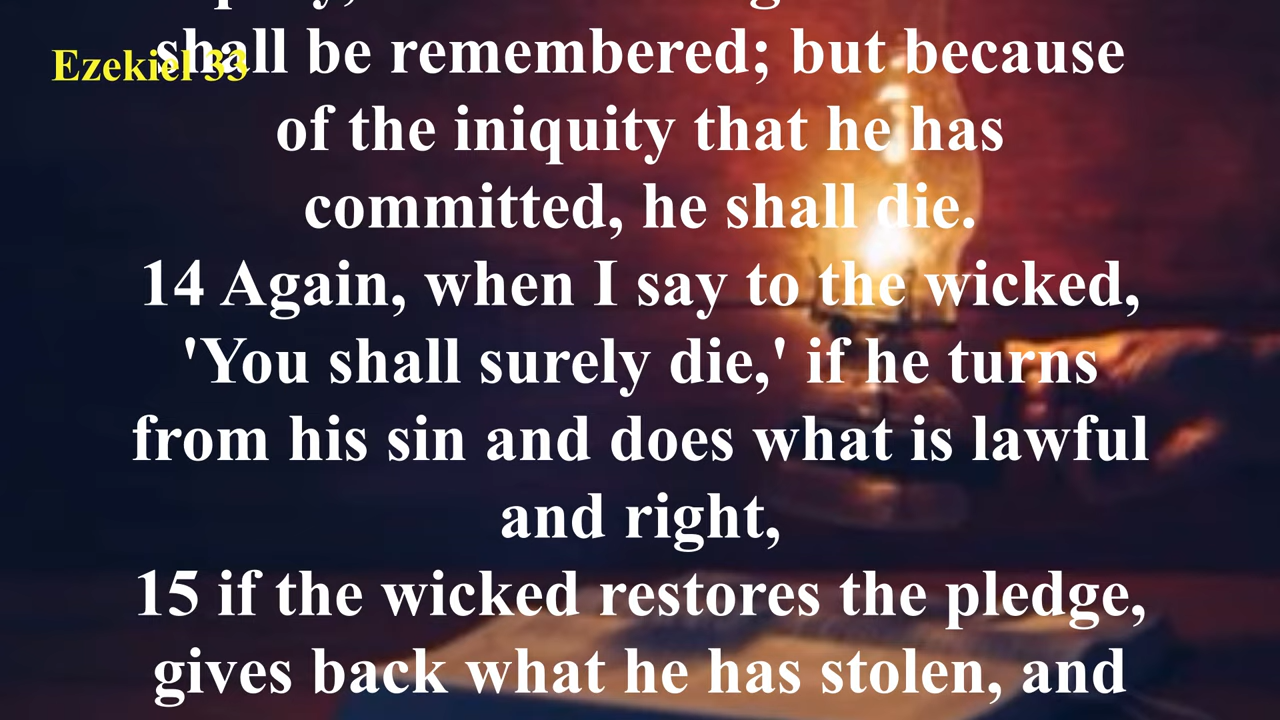 Ezekiel 33
shall be remembered; but because
of the iniquity that he has
committed, he shall die.
14 Again, when I say to the wicked,
'You shall surely die,' if he turns
from his sin and does what is lawful
and right,
15 if the wicked restores the pledge,
gives back what he has stolen, and